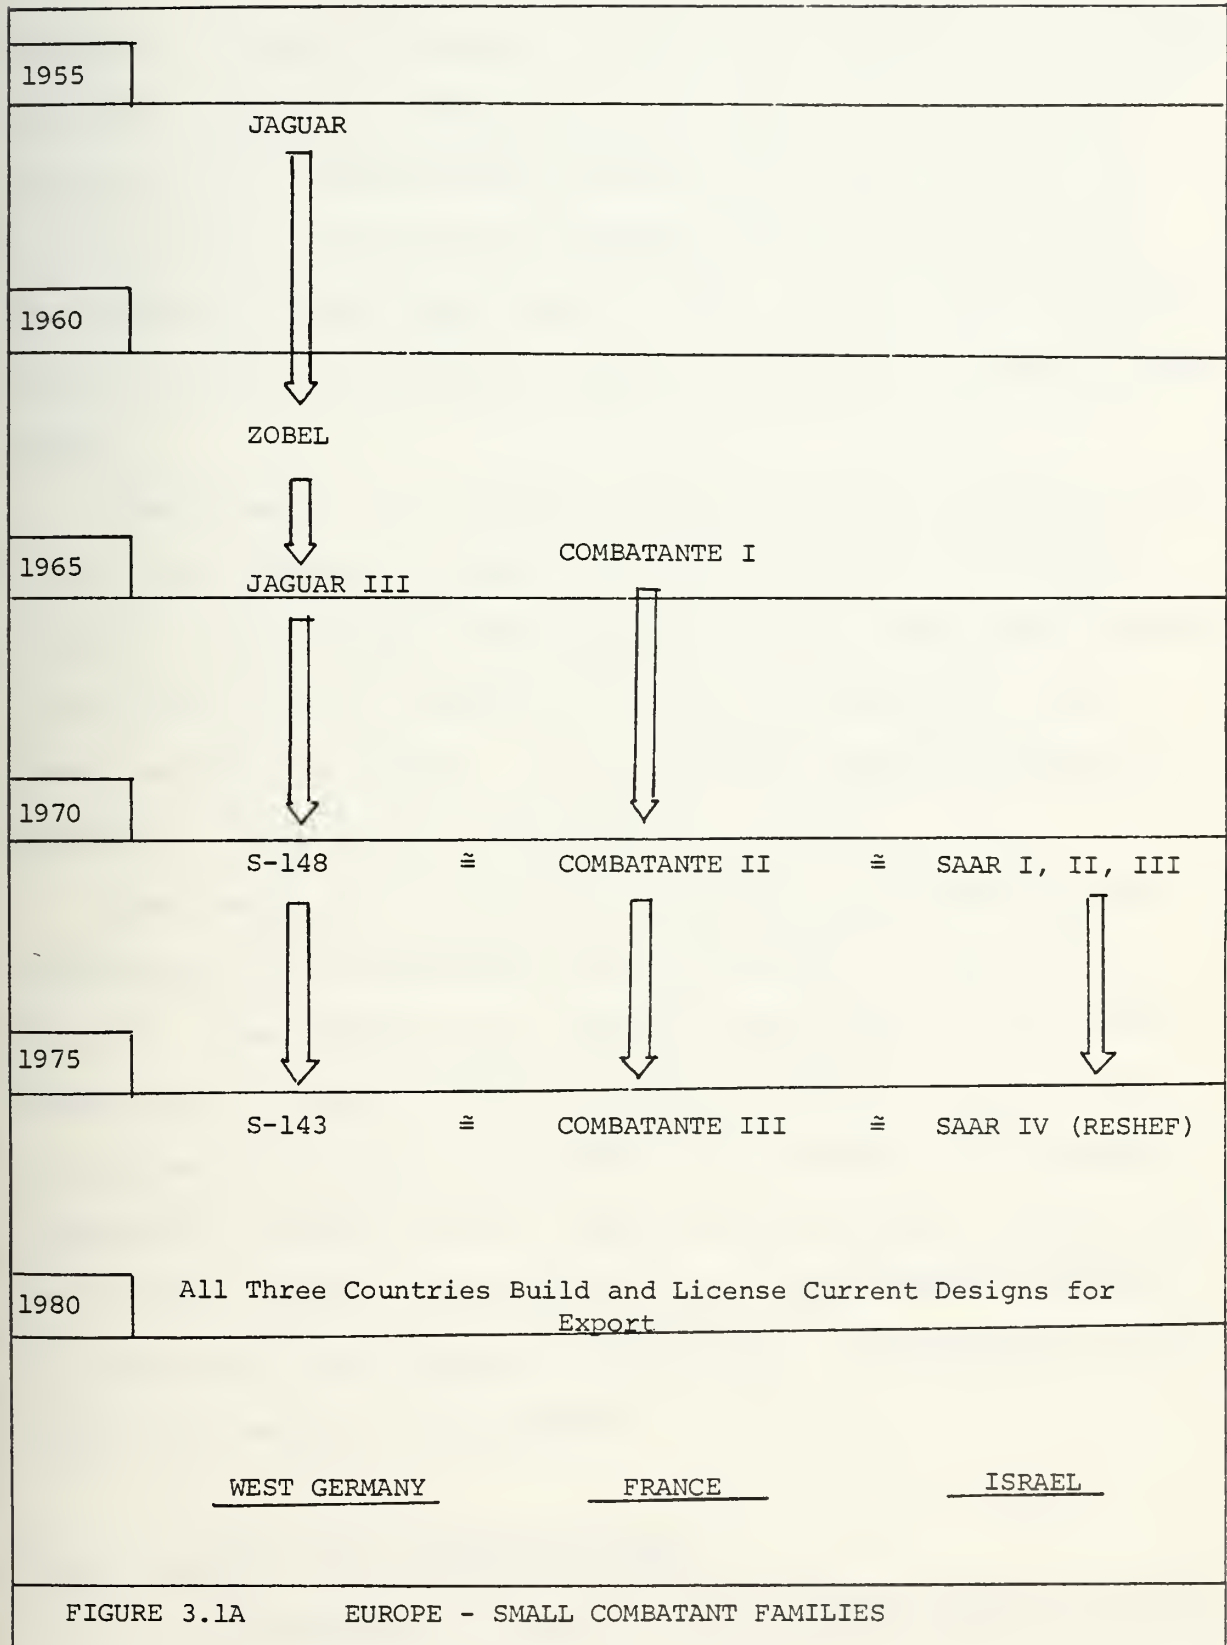 1955
JAGUAR
1960
ZOBEL
1965
COMBATANTE I
JAGUAR III
1970
S-148 ≅ COMBATANTE II ≅ SAAR I, II, III
1975
S-143 ≅ COMBATANTE III ≅ SAAR IV (RESHEF)
All Three Countries Build and License Current Designs for
1980
Export
WEST GERMANY FRANCE ISRAEL
FIGURE 3.1A EUROPE - SMALL COMBATANT FAMILIES